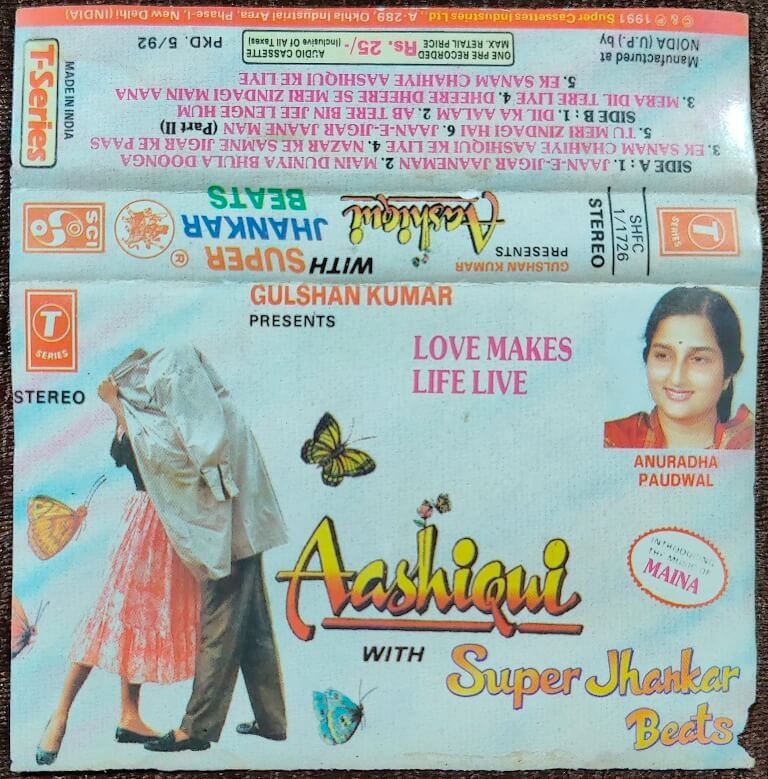 © & ℗ 1991 Super Cassettes Industries Ltd., A-289, Okhla Industrial Area, Phase-I, New Delhi (INDIA)
Manufactured at
NOIDA (U.P.) by
ONE PRE RECORDED
AUDIO CASSETTE
MAX. RETAIL PRICE Rs. 25/- (Inclusive Of All Taxes)
PKD. 5/92
T-Series
MADE IN INDIA
SIDE A : 1. JAAN-E-JIGAR JAANEMAN 2. MAIN DUNIYA BHULA DOONGA
3. EK SANAM CHAHIYE AASHIQUI KE LIYE 4. NAZAR KE SAMNE JIGAR KE PAAS
5. TU MERI ZINDAGI HAI 6. JAAN-E-JIGAR JAANE MAN (Part II)
SIDE B : 1. DIL KA AALAM 2. AB TERE BIN JEE LENGE HUM
3. MERA DIL TERE LIYE 4. DHEERE DHEERE SE MERI ZINDAGI MAIN AANA
5. EK SANAM CHAHIYE AASHIQUI KE LIYE
T
SERIES
SHFC
1/1726
STEREO
GULSHAN KUMAR
PRESENTS
Aashiqui
WITH SUPER
JHANKAR
BEATS
®
SCI
T
SERIES
STEREO
GULSHAN KUMAR
PRESENTS
LOVE MAKES
LIFE LIVE
ANURADHA
PAUDWAL
INTRODUCING
THE MUSIC OF
MAINA
Aashiqui
WITH
Super Jhankar
Beats